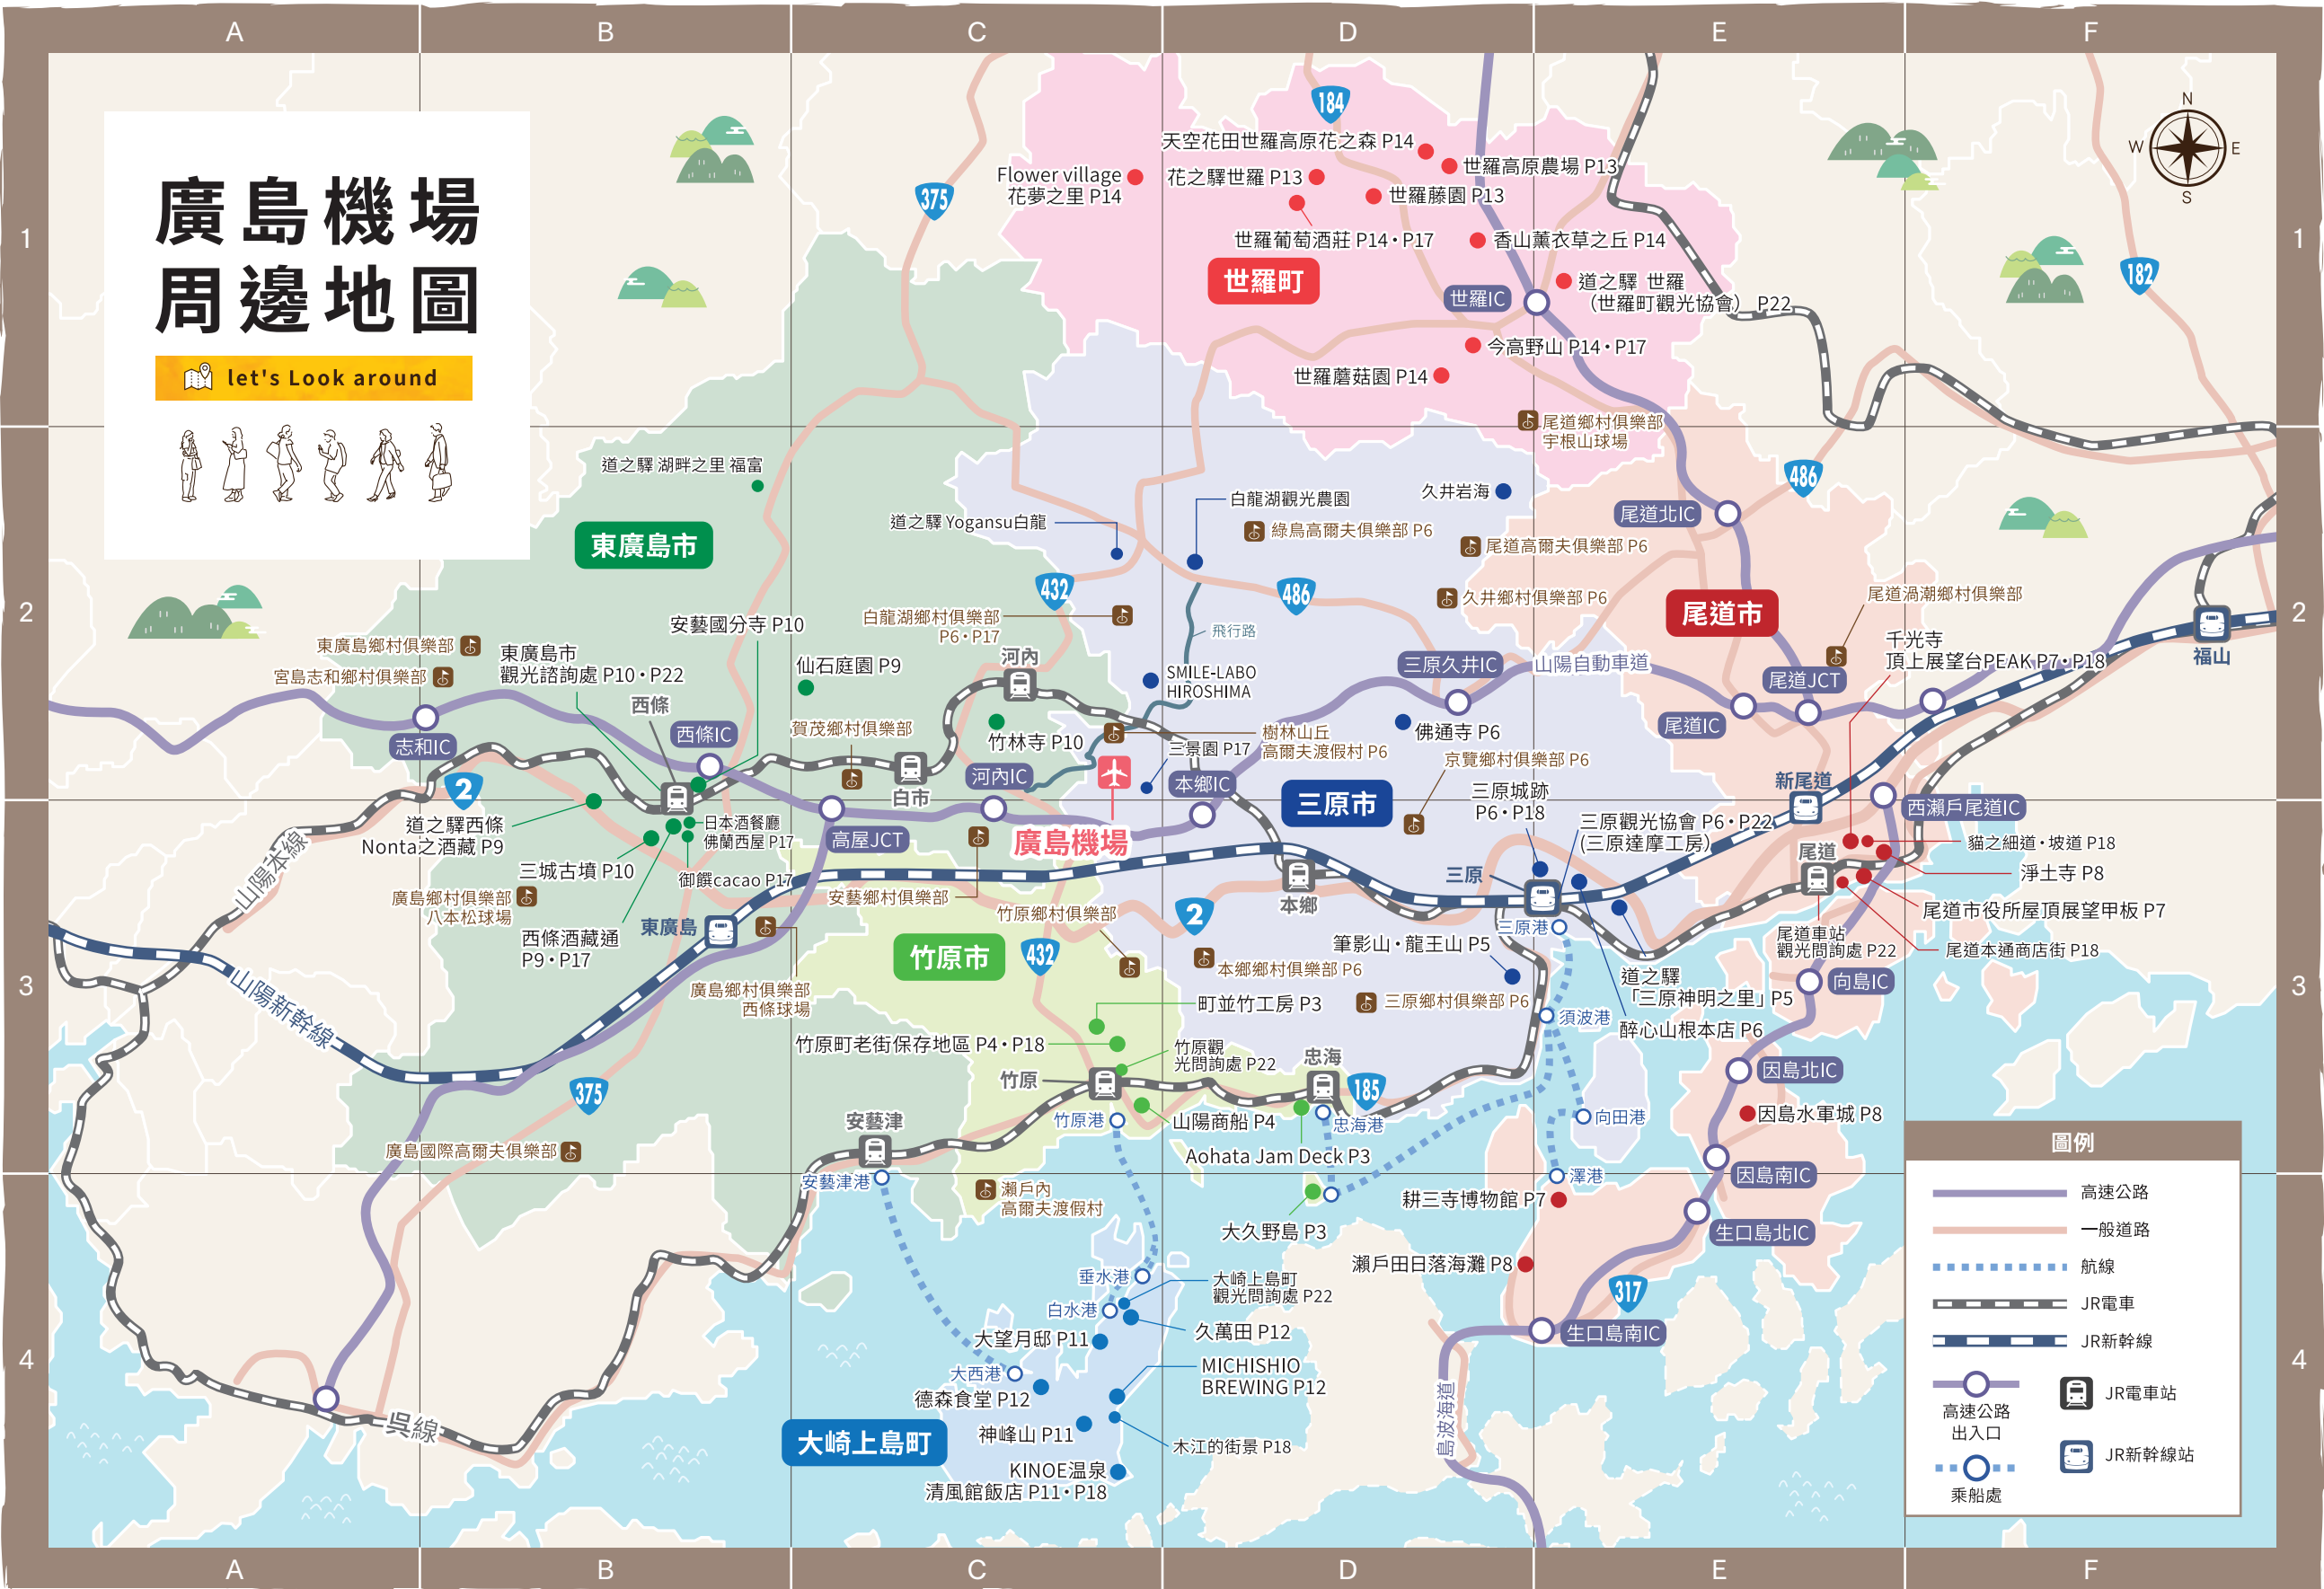 A
B
C
D
E
F
1
2
3
4
廣島機場
周邊地圖
let's Look around
N
W
E
S
184
375
182
天空花田世羅高原花之森 P14
世羅高原農場 P13
Flower village
花夢之里 P14
花之驛世羅 P13
世羅藤園 P13
世羅葡萄酒莊 P14・P17
香山薰衣草之丘 P14
世羅町
世羅IC
道之驛 世羅
（世羅町觀光協會） P22
今高野山 P14・P17
世羅蘑菇園 P14
尾道鄉村俱樂部
宇根山球場
道之驛 湖畔之里 福富
486
白龍湖觀光農園
久井岩海
尾道北IC
道之驛 Yogansu白龍
綠鳥高爾夫俱樂部 P6
尾道高爾夫俱樂部 P6
東廣島市
432
486
久井鄉村俱樂部 P6
尾道市
尾道渦潮鄉村俱樂部
安藝國分寺 P10
白龍湖鄉村俱樂部
P6・P17
飛行路
千光寺
頂上展望台PEAK P7・P18
福山
東廣島鄉村俱樂部
宮島志和鄉村俱樂部
東廣島市
觀光諮詢處 P10・P22
仙石庭園 P9
河內
SMILE-LABO
HIROSHIMA
三原久井IC
山陽自動車道
尾道JCT
西條
尾道IC
志和IC
西條IC
賀茂鄉村俱樂部
竹林寺 P10
三景園 P17
樹林山丘
高爾夫渡假村 P6
佛通寺 P6
京覽鄉村俱樂部 P6
2
白市
河內IC
本鄉IC
三原市
三原城跡
P6・P18
新尾道
西瀨戶尾道IC
道之驛西條
Nonta之酒藏 P9
日本酒餐廳
佛蘭西屋 P17
高屋JCT
廣島機場
三原觀光協會 P6・P22
(三原達摩工房)
尾道
貓之細道・坡道 P18
山陽本線
三城古墳 P10
御饌cacao P17
三原
淨土寺 P8
廣島鄉村俱樂部
八本松球場
安藝鄉村俱樂部
竹原鄉村俱樂部
本鄉
2
尾道市役所屋頂展望甲板 P7
西條酒藏通
P9・P17
東廣島
竹原市
432
三原港
筆影山・龍王山 P5
尾道車站
觀光問詢處 P22
尾道本通商店街 P18
山陽新幹線
廣島鄉村俱樂部
西條球場
本鄉鄉村俱樂部 P6
道之驛
「三原神明之里」P5
向島IC
町並竹工房 P3
三原鄉村俱樂部 P6
須波港
醉心山根本店 P6
竹原町老街保存地區 P4・P18
竹原觀
光問詢處 P22
忠海
因島北IC
375
竹原
185
安藝津
竹原港
山陽商船 P4
忠海港
向田港
因島水軍城 P8
廣島國際高爾夫俱樂部
Aohata Jam Deck P3
安藝津港
瀨戶內
高爾夫渡假村
澤港
因島南IC
耕三寺博物館 P7
大久野島 P3
生口島北IC
垂水港
大崎上島町
觀光問詢處 P22
瀨戶田日落海灘 P8
白水港
317
大望月邸 P11
久萬田 P12
生口島南IC
大西港
MICHISHIO
BREWING P12
德森食堂 P12
島波海道
呉線
大崎上島町
神峰山 P11
木江的街景 P18
KINOE温泉
清風館飯店 P11・P18
圖例
高速公路
一般道路
航線
JR電車
JR新幹線
高速公路
出入口
JR電車站
乘船處
JR新幹線站
A
B
C
D
E
F
1
2
3
4